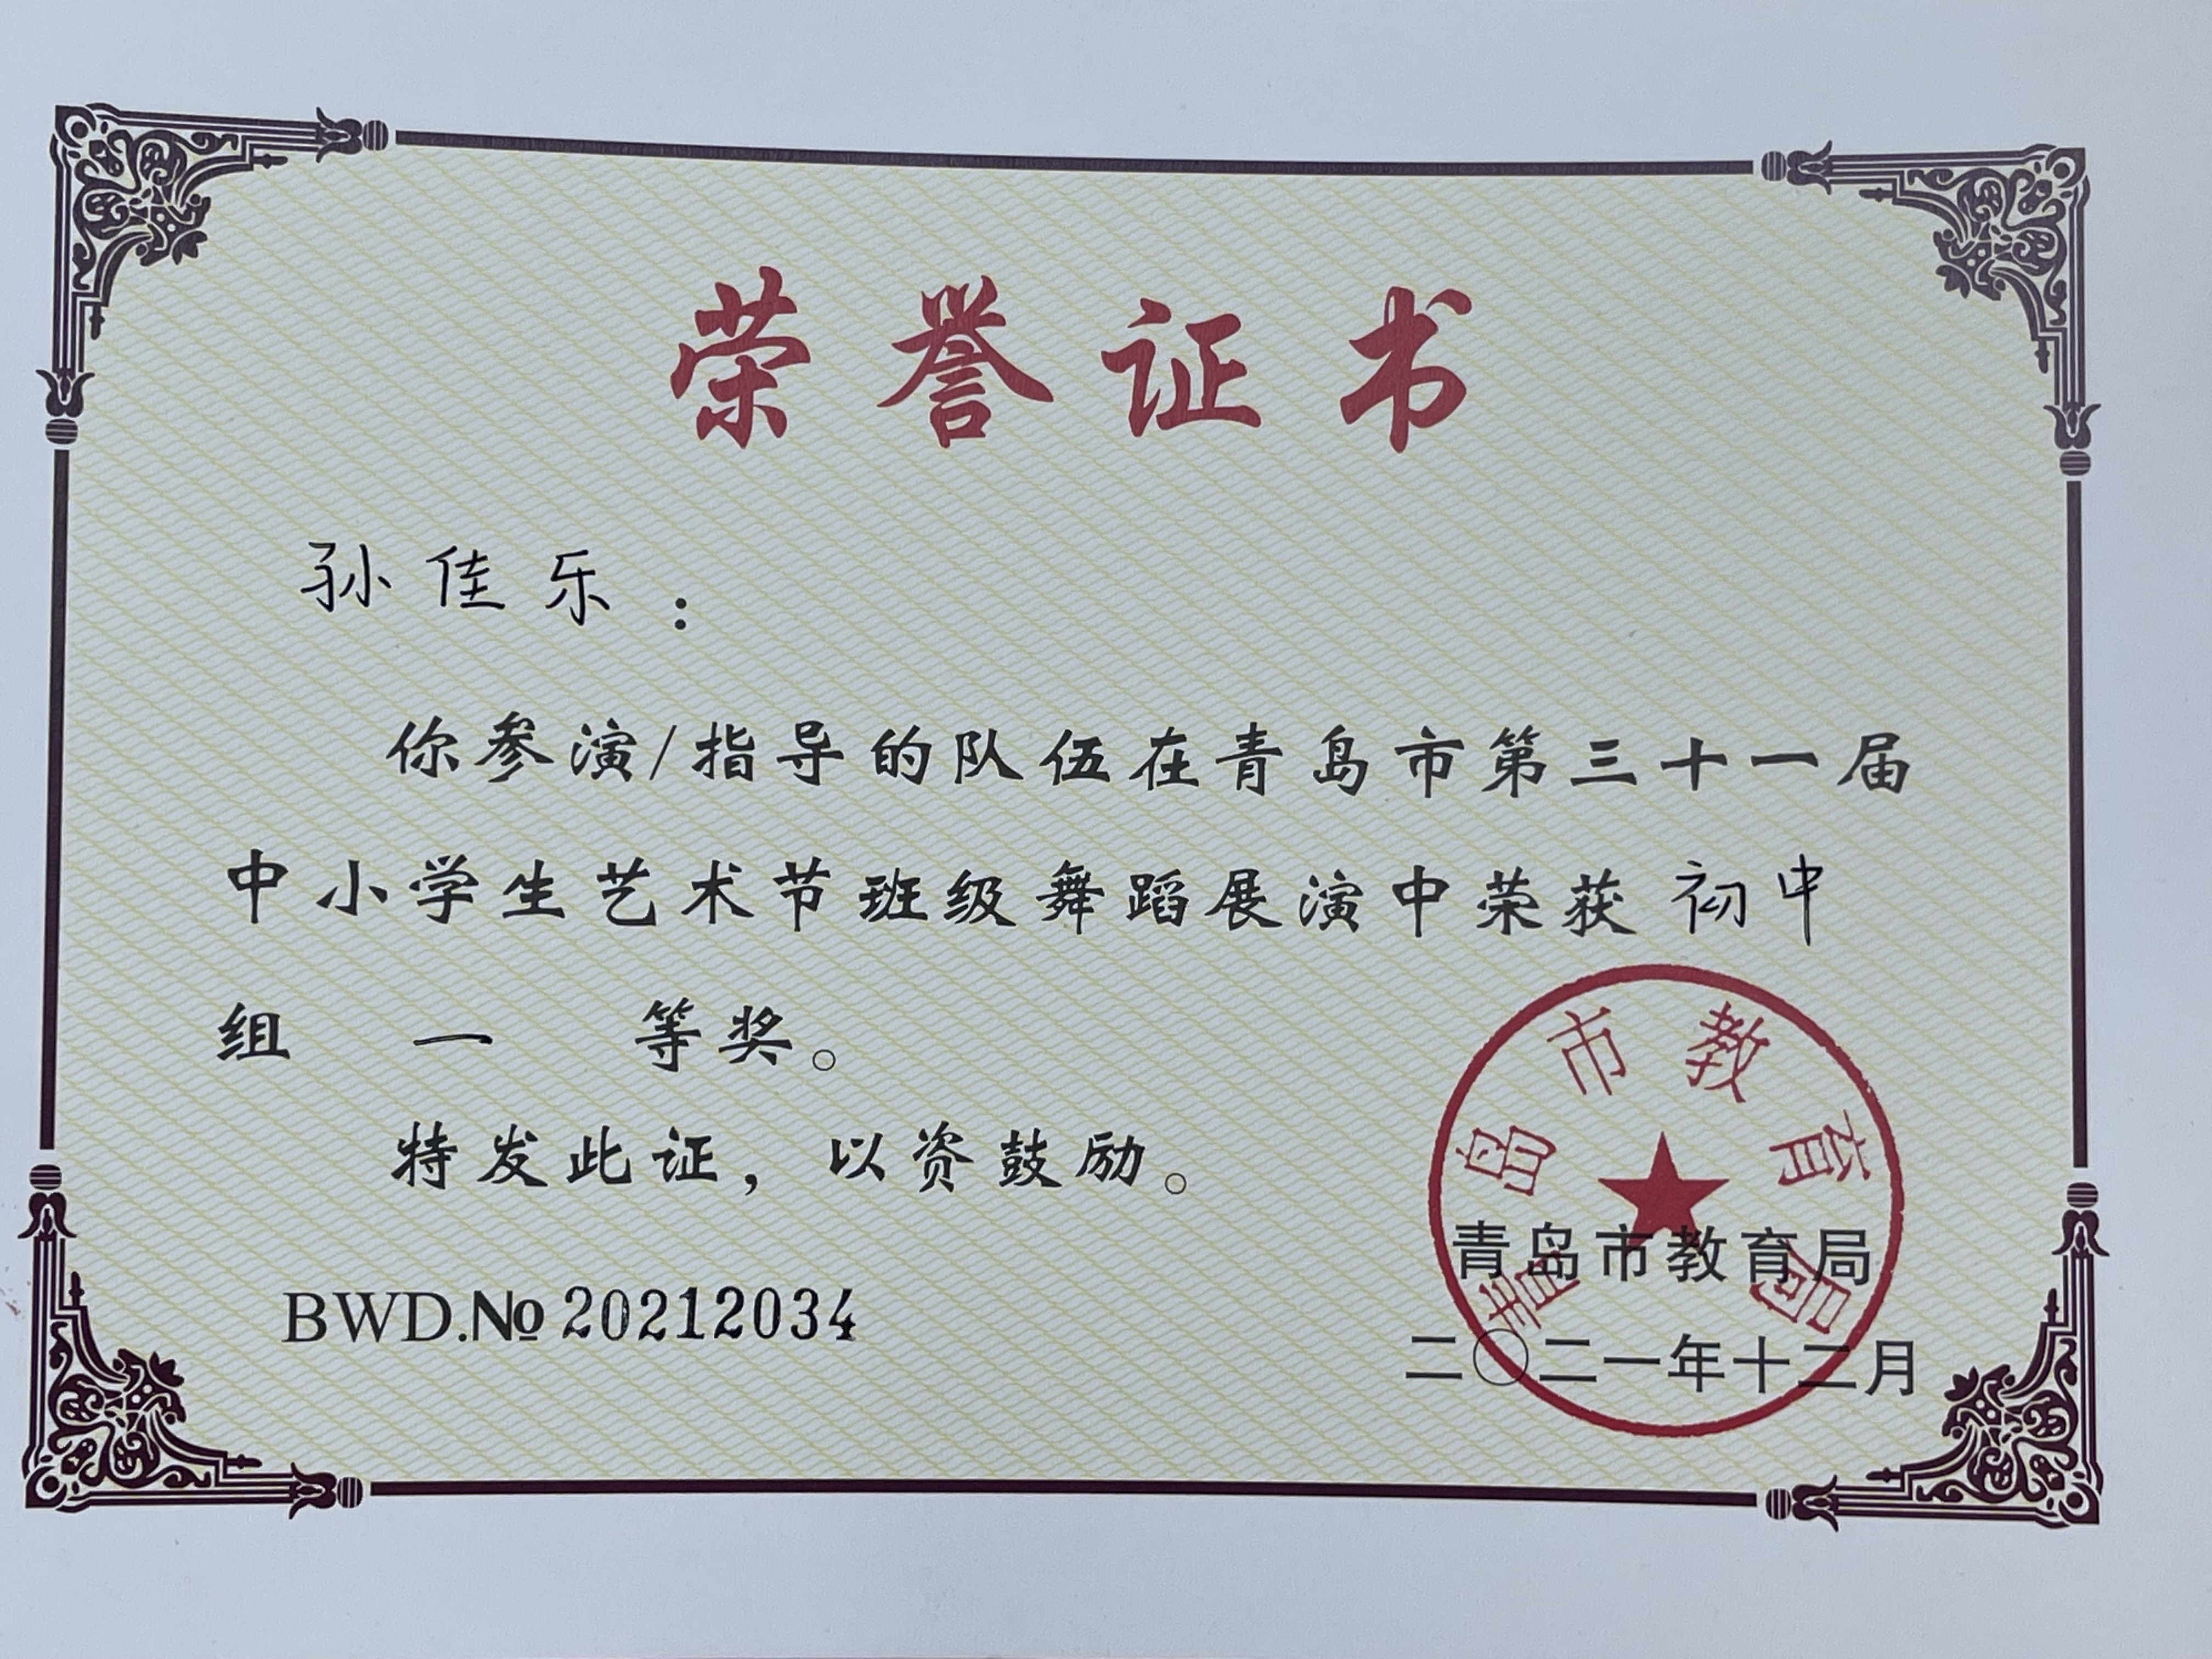 荣誉证书
孙佳乐：
你参演/指导的队伍在青岛市第三十一届
中小学生艺术节班级舞蹈展演中荣获初中
组 一 等奖。
特发此证，以资鼓励。
青岛市教育局
青岛市教育局
BWD.№20212034
二〇二一年十二月